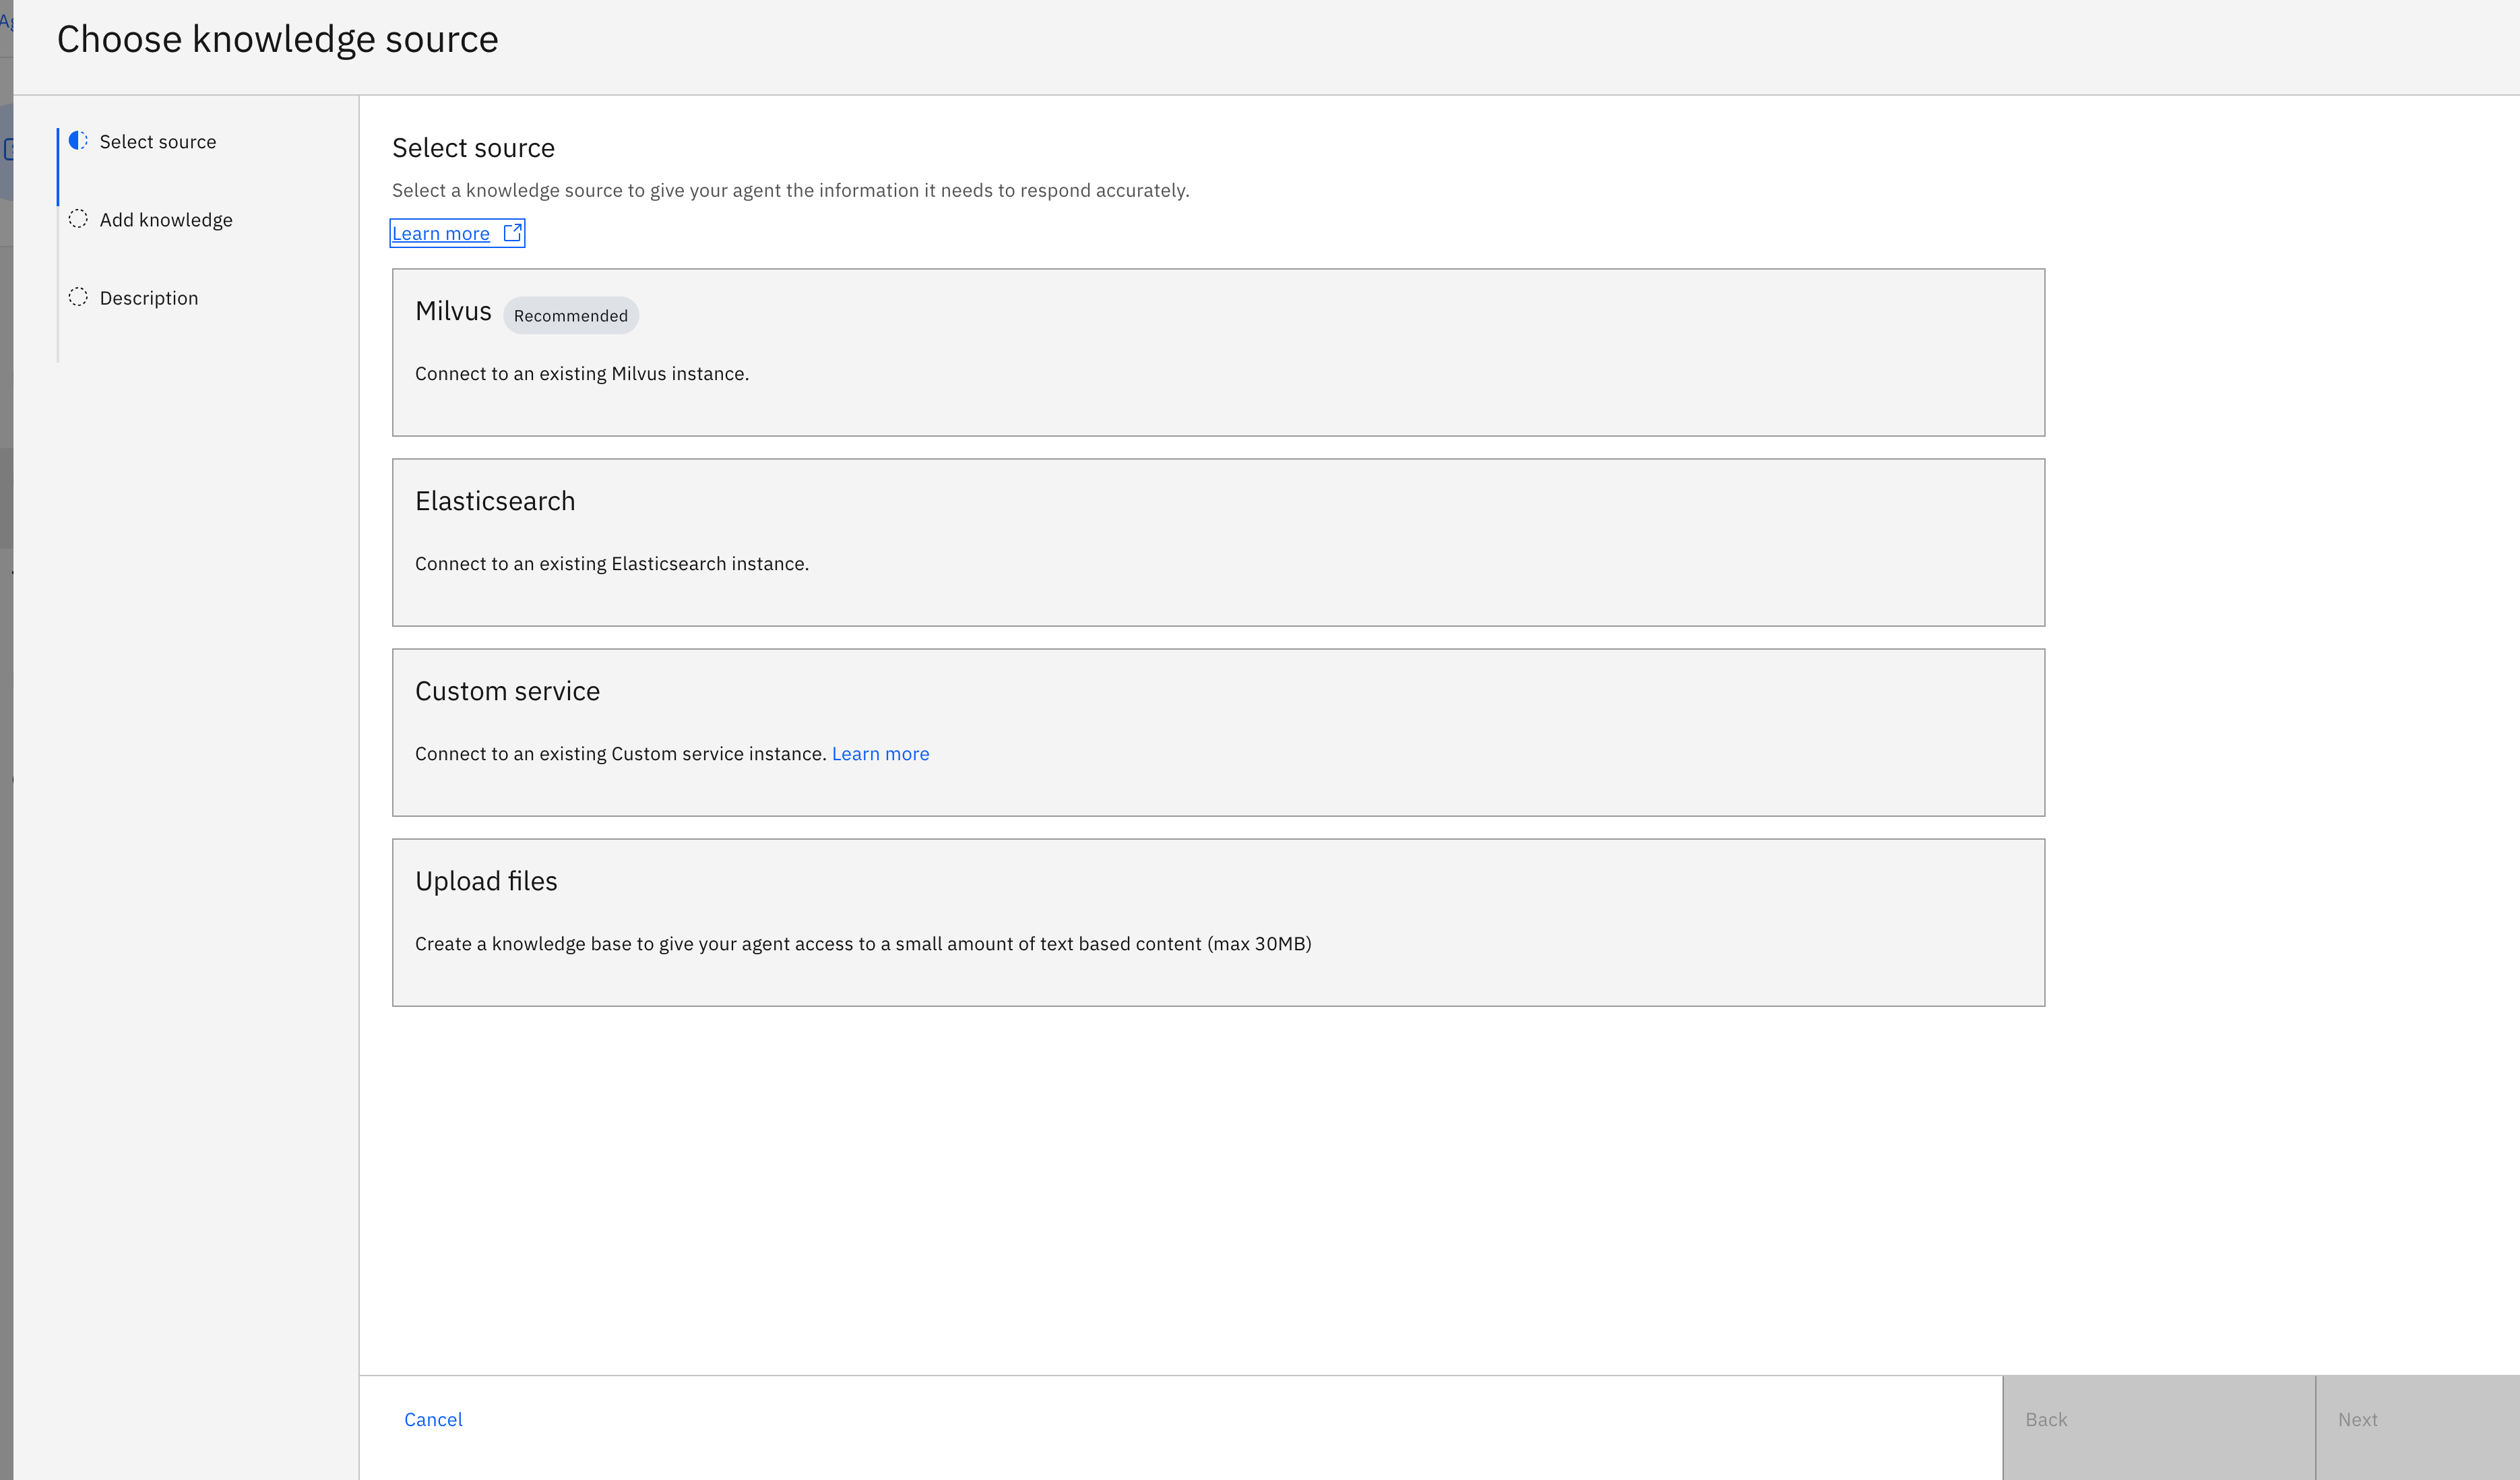 Choose knowledge source
Select source
Add knowledge
Description
Select source
Select a knowledge source to give your agent the information it needs to respond accurately.
Learn more
Milvus Recommended
Connect to an existing Milvus instance.
Elasticsearch
Connect to an existing Elasticsearch instance.
Custom service
Connect to an existing Custom service instance. Learn more
Upload files
Create a knowledge base to give your agent access to a small amount of text based content (max 30MB)
Cancel
Back
Next